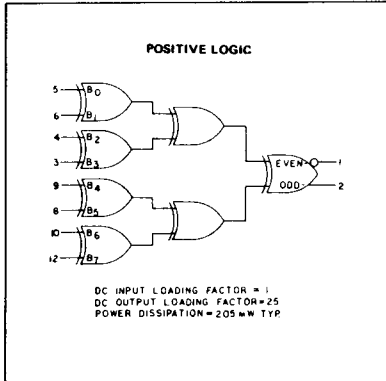 POSITIVE LOGIC
5 B0
6 B1
4 B2
3 B3
9 B4
8 B5
10 B6
12 B7
EVEN 1
ODD 2
DC INPUT LOADING FACTOR = 1
DC OUTPUT LOADING FACTOR=25
POWER DISSIPATION = 205 mW TYP.